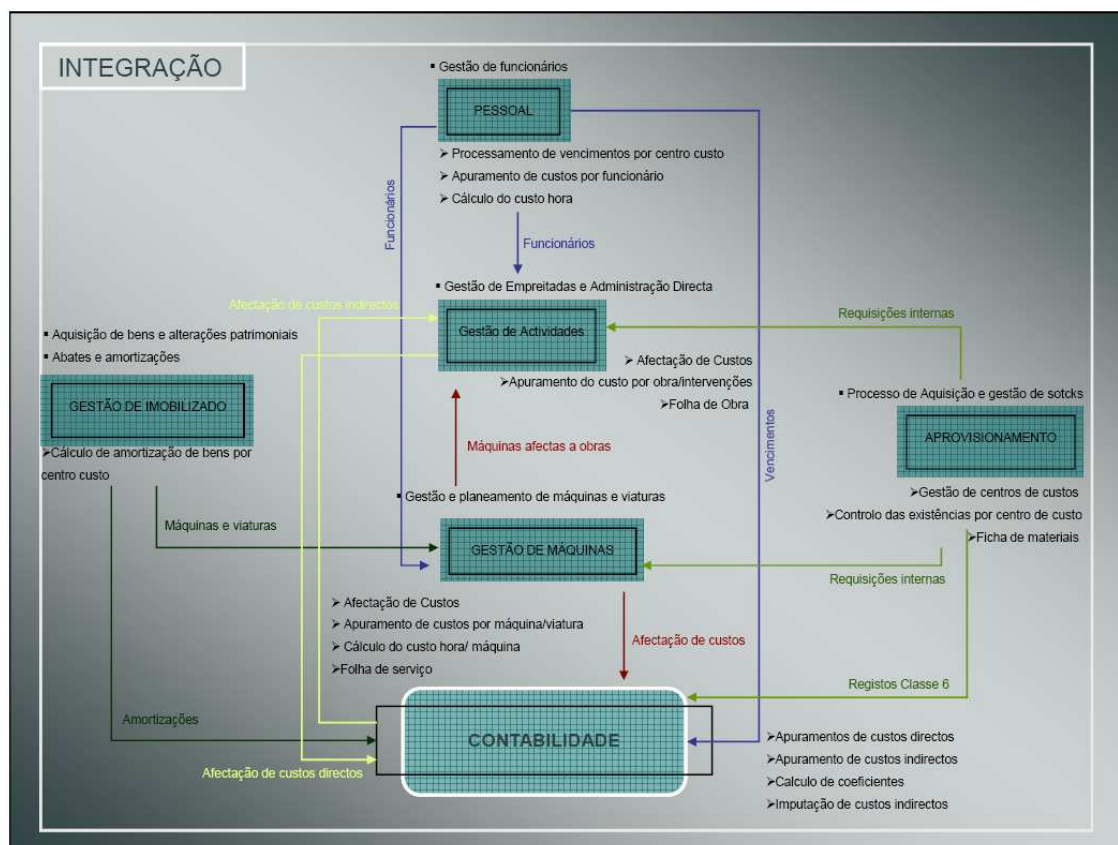 INTEGRAÇÃO
▪ Gestão de funcionários
PESSOAL
➢ Processamento de vencimentos por centro custo
➢ Apuramento de custos por funcionário
➢ Cálculo do custo hora
Funcionários
Funcionários
▪ Gestão de Empreitadas e Administração Directa
Afectação de custos indirectos
Gestão de Actividades
Requisições internas
▪ Aquisição de bens e alterações patrimoniais
▪ Abates e amortizações
➢ Afectação de Custos
➢Apuramento do custo por obra/intervenções
➢Folha de Obra
GESTÃO DE IMOBILIZADO
▪ Processo de Aquisição e gestão de sotcks
APROVISIONAMENTO
Vencimentos
➢Cálculo de amortização de bens por
centro custo
Máquinas afectas a obras
➢Gestão de centros de custos
➢Controlo das existências por centro de custo
➢Ficha de materiais
▪ Gestão e planeamento de máquinas e viaturas
Máquinas e viaturas
GESTÃO DE MÁQUINAS
Requisições internas
➢ Afectação de Custos
➢ Apuramento de custos por máquina/viatura
➢ Cálculo do custo hora/ máquina
➢Folha de serviço
Afectação de custos
Registos Classe 6
Amortizações
CONTABILIDADE
Afectação de custos directos
➢Apuramentos de custos directos
➢Apuramento de custos indirectos
➢Calculo de coeficientes
➢Imputação de custos indirectos